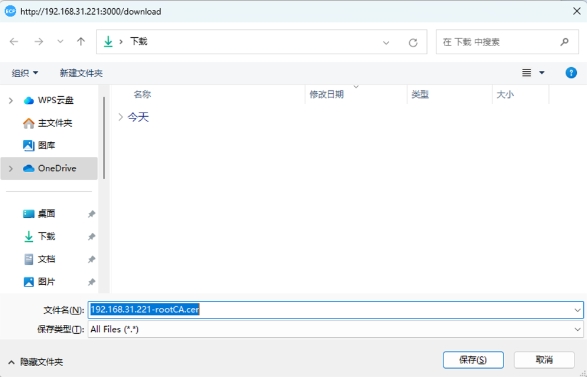 http://192.168.31.221:3000/download
下载
在 下载 中搜索
组织
新建文件夹
名称
修改日期
类型
大小
WPS云盘
今天
主文件夹
图库
OneDrive
桌面
下载
文档
图片
文件名(N):
192.168.31.221-rootCA.cer
保存类型(T):
All Files (*.*)
隐藏文件夹
保存(S)
取消